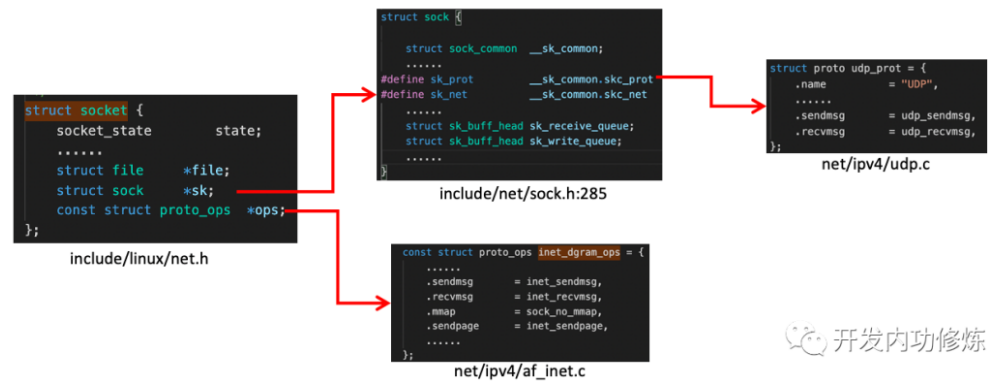 struct socket {
socket_state state;
......
struct file *file;
struct sock *sk;
const struct proto_ops *ops;
};
include/linux/net.h
struct sock {
struct sock_common __sk_common;
......
#define sk_prot __sk_common.skc_prot
#define sk_net __sk_common.skc_net
......
struct sk_buff_head sk_receive_queue;
struct sk_buff_head sk_write_queue;
......
}
include/net/sock.h:285
struct proto udp_prot = {
.name = "UDP",
......
.sendmsg = udp_sendmsg,
.recvmsg = udp_recvmsg,
};
net/ipv4/udp.c
const struct proto_ops inet_dgram_ops = {
......
.sendmsg = inet_sendmsg,
.recvmsg = inet_recvmsg,
.mmap = sock_no_mmap,
.sendpage = inet_sendpage,
......
};
net/ipv4/af_inet.c
开发内功修炼